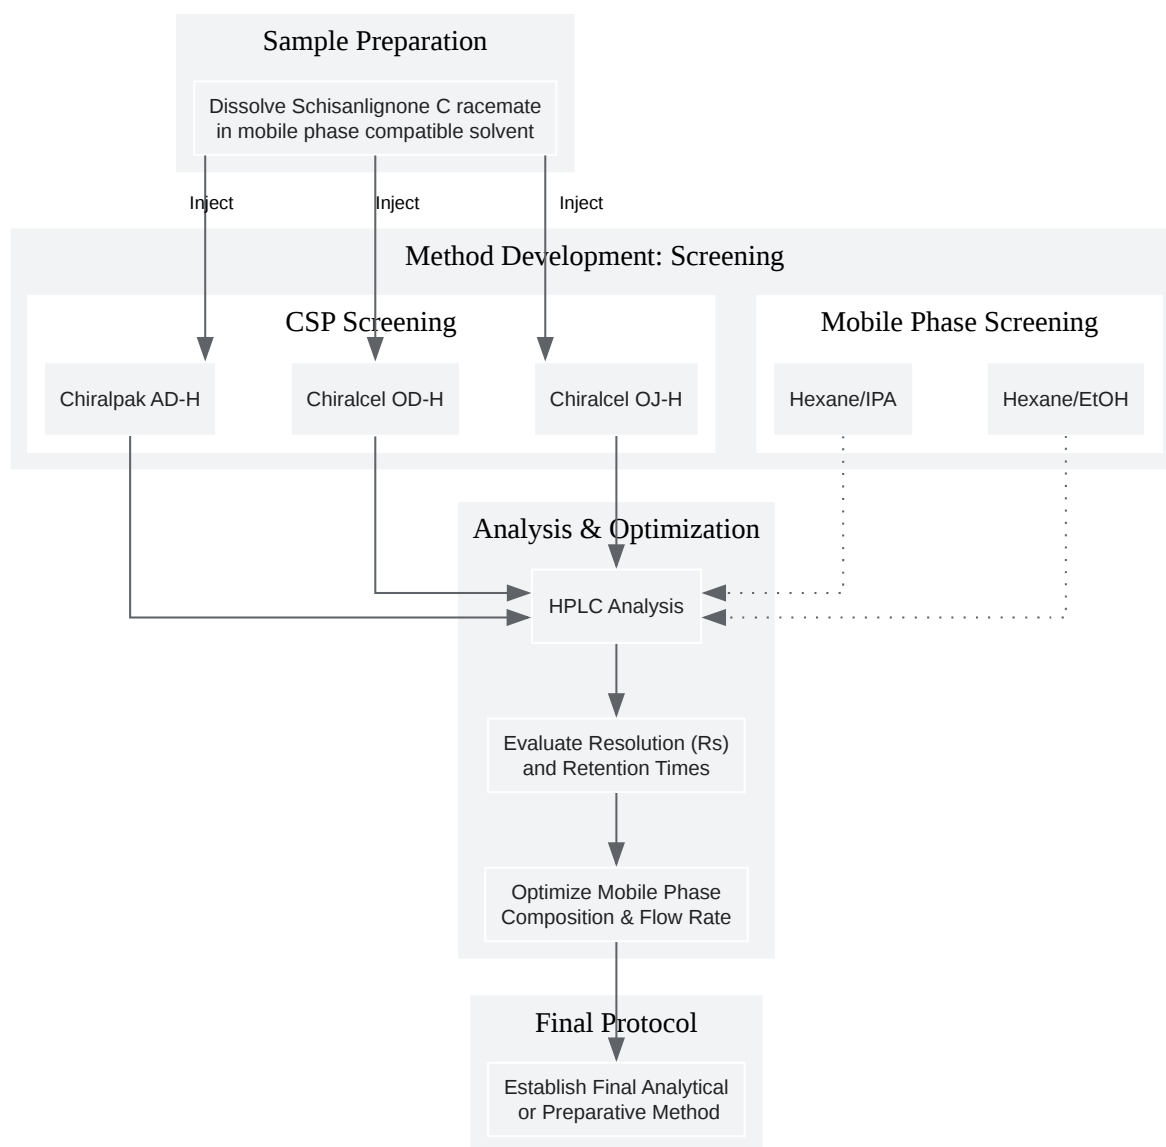 Sample Preparation
Dissolve Schisanlignone C racemate
in mobile phase compatible solvent
Inject
Inject
Inject
Method Development: Screening
CSP Screening
Mobile Phase Screening
Chiralpak AD-H
Chiralcel OD-H
Chiralcel OJ-H
Hexane/IPA
Hexane/EtOH
Analysis & Optimization
HPLC Analysis
Evaluate Resolution (Rs)
and Retention Times
Optimize Mobile Phase
Composition & Flow Rate
Final Protocol
Establish Final Analytical
or Preparative Method